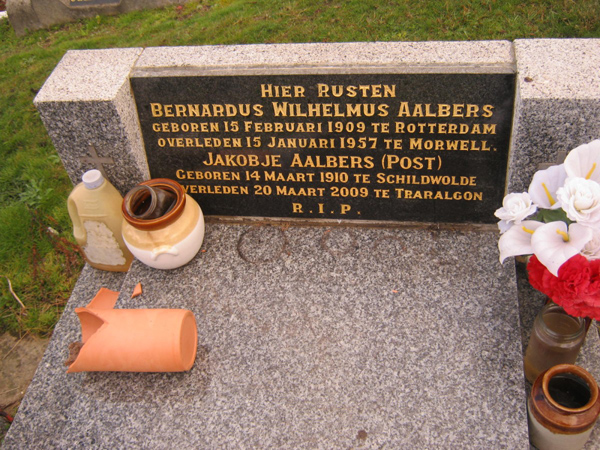 HIER RUSTEN
BERNARDUS WILHELMUS AALBERS
GEBOREN 15 FEBRUARI 1909 TE ROTTERDAM
OVERLEDEN 15 JANUARI 1957 TE MORWELL.
JAKOBJE AALBERS (POST)
GEBOREN 14 MAART 1910 TE SCHILDWOLDE
OVERLEDEN 20 MAART 2009 TE TRARALGON
R.I.P.